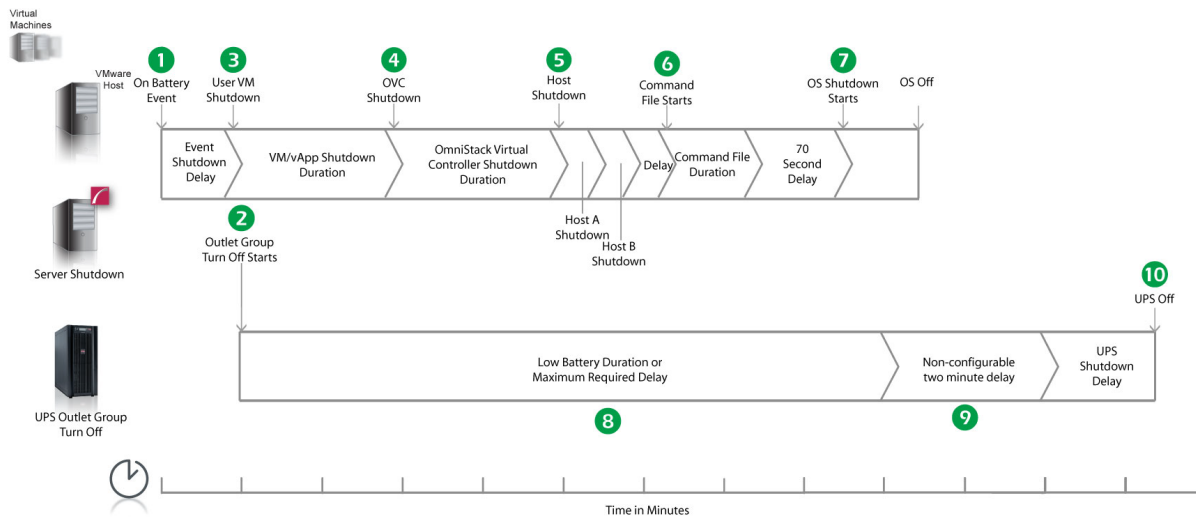 Virtual
Machines
VMware
Host
1
On Battery
Event
3
User VM
Shutdown
4
OVC
Shutdown
5
Host
Shutdown
6
Command
File Starts
7
OS Shutdown
Starts
OS Off
Event
Shutdown
Delay
VM/vApp Shutdown
Duration
OmniStack Virtual
Controller Shutdown
Duration
Delay
Command File
Duration
70
Second
Delay
Host A
Shutdown
Host B
Shutdown
Server Shutdown
2
Outlet Group
Turn Off Starts
10
UPS Off
Low Battery Duration or
Maximum Required Delay
Non-configurable
two minute delay
UPS
Shutdown
Delay
8
9
UPS Outlet Group
Turn Off
Time in Minutes